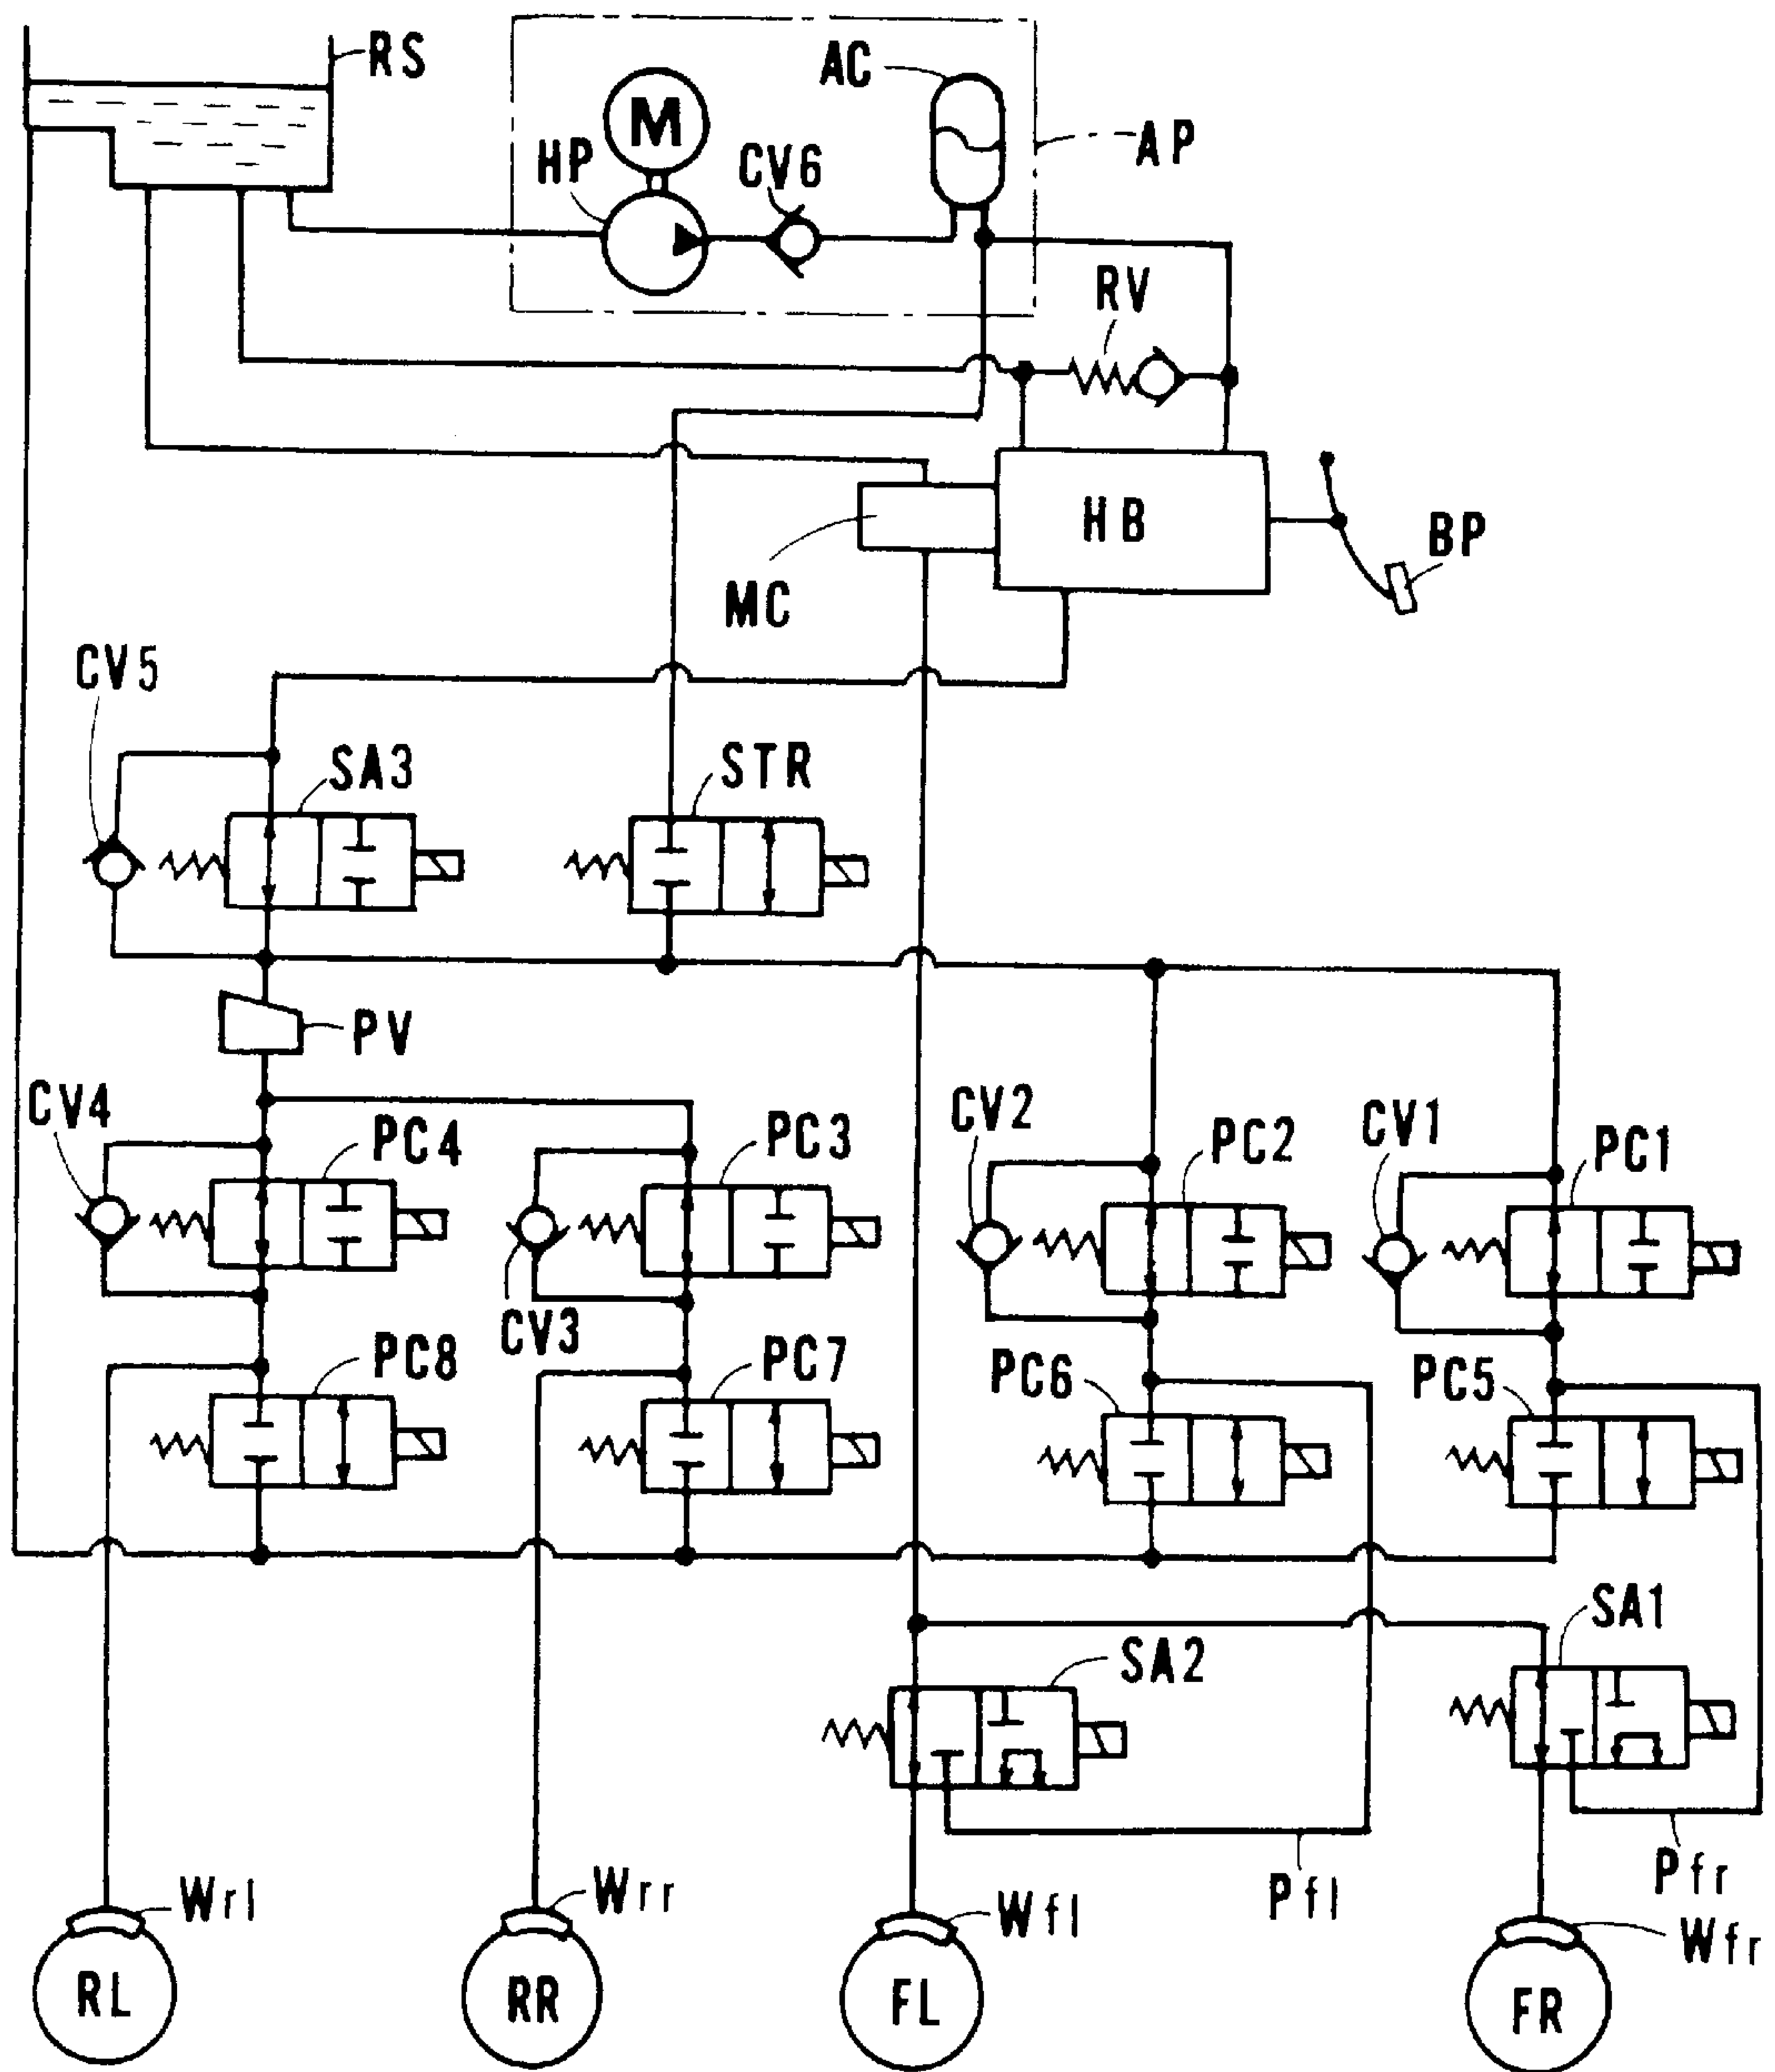 RS
AC
M
HP
CV6
AP
RV
HB
BP
MC
CV5
SA3
STR
PV
CV4
PC4
PC3
CV2
PC2
CV1
PC1
CV3
PC8
PC7
PC6
PC5
SA1
SA2
Wrl
Wrr
Wfl
Pfl
Pfr
Wfr
RL
RR
FL
FR